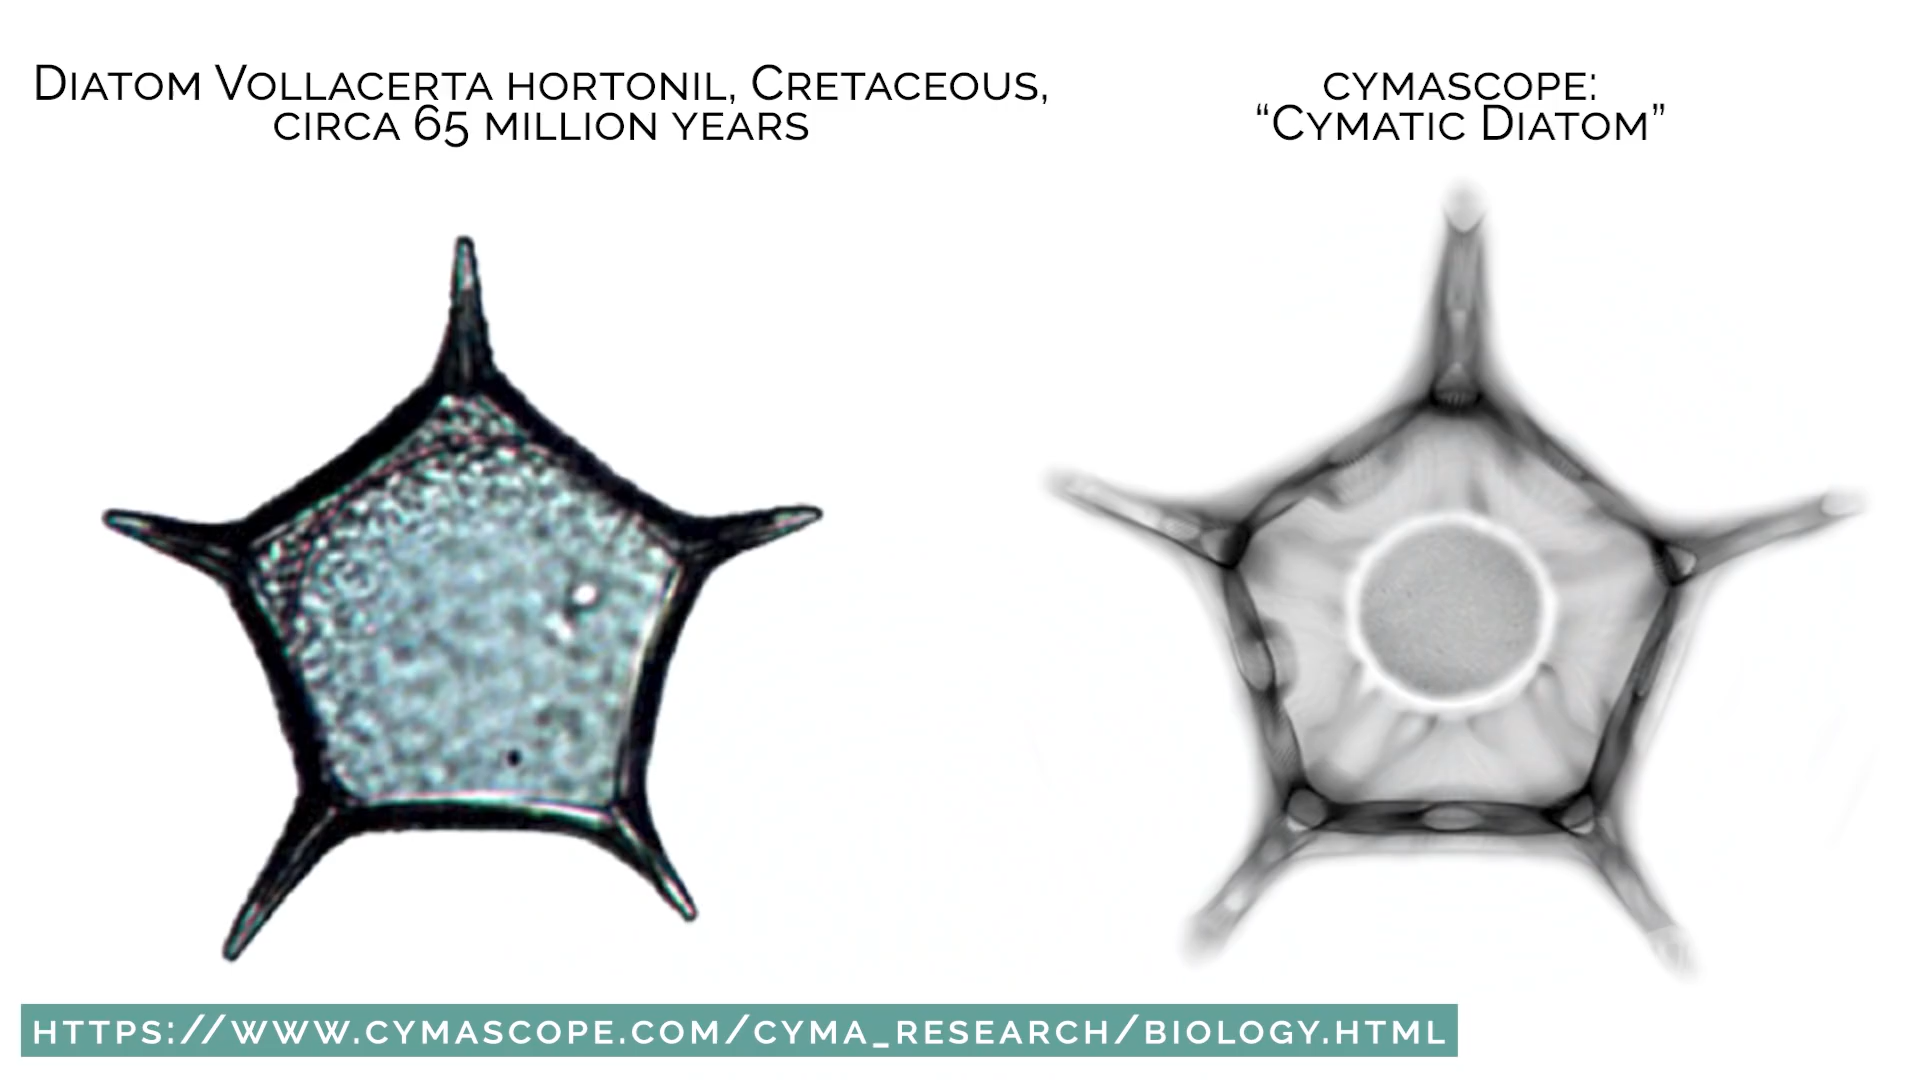 Diatom Vollacerta hortonil, Cretaceous,
circa 65 million years
cymascope:
“Cymatic Diatom”
https://www.cymascope.com/cyma_research/biology.html